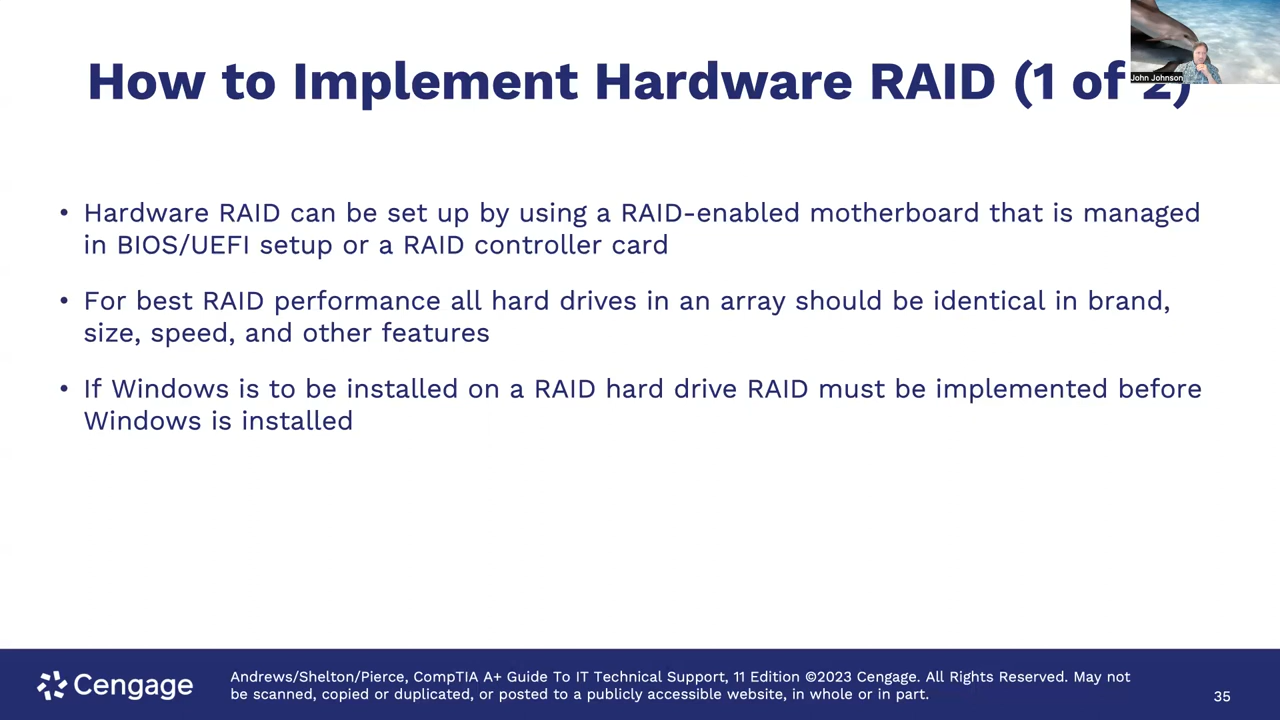 How to Implement Hardware RAID (1 of 2)
John Johnson
• Hardware RAID can be set up by using a RAID-enabled motherboard that is managed
in BIOS/UEFI setup or a RAID controller card
• For best RAID performance all hard drives in an array should be identical in brand,
size, speed, and other features
• If Windows is to be installed on a RAID hard drive RAID must be implemented before
Windows is installed
Cengage
Andrews/Shelton/Pierce, CompTIA A+ Guide To IT Technical Support, 11 Edition ©2023 Cengage. All Rights Reserved. May not
be scanned, copied or duplicated, or posted to a publicly accessible website, in whole or in part.
35